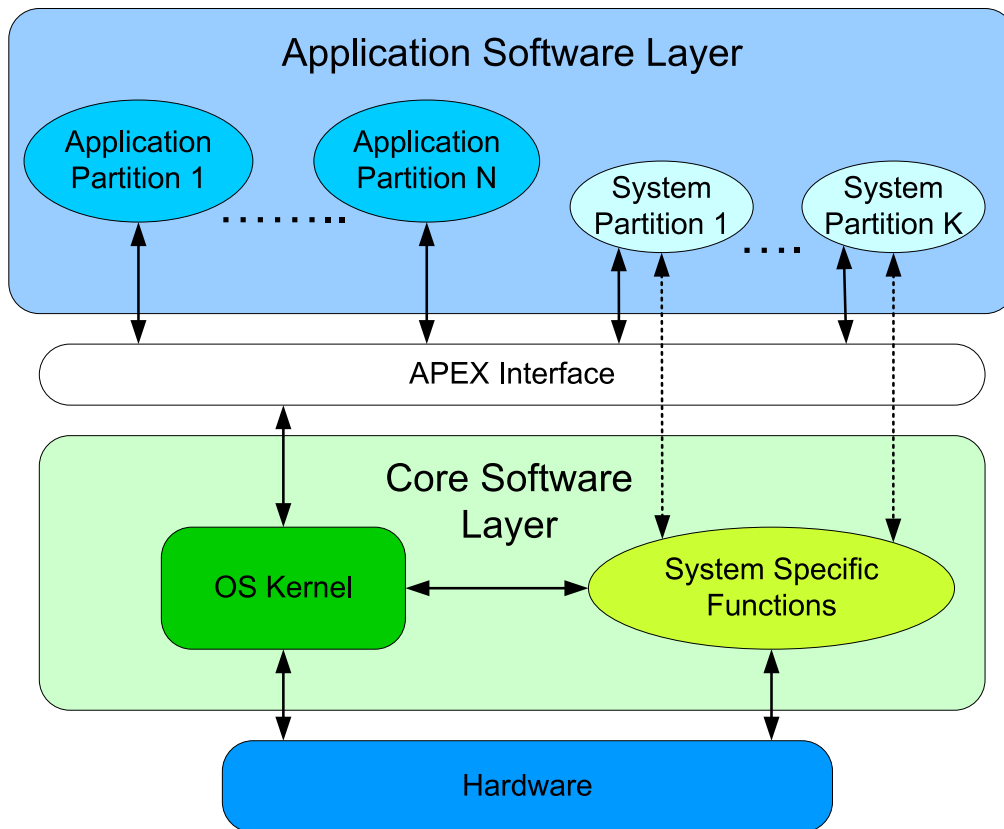 Application Software Layer
Application
Partition 1
Application
Partition N
System
Partition 1
System
Partition K
APEX Interface
Core Software
Layer
OS Kernel
System Specific
Functions
Hardware